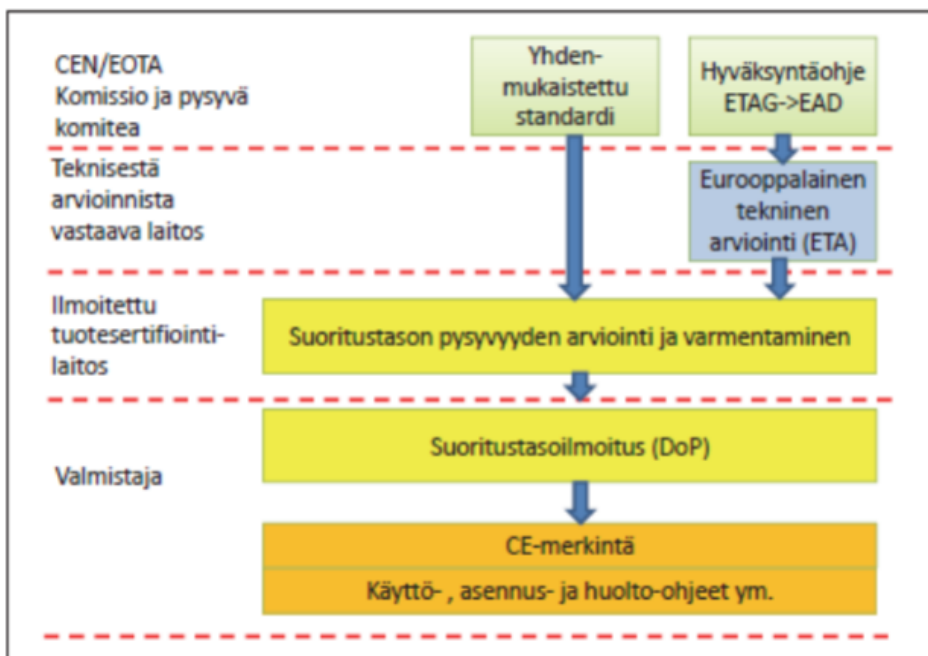 CEN/EOTA
Komissio ja pysyvä
komitea
Yhden-
mukaistettu
standardi
Hyväksyntäohje
ETAG->EAD
Teknisestä
arvioinnista
vastaava laitos
Eurooppalainen
tekninen
arviointi (ETA)
Ilmoitettu
tuotesertifiointi-
laitos
Suoritustason pysyvyyden arviointi ja varmentaminen
Valmistaja
Suoritustasoilmoitus (DoP)
CE-merkintä
Käyttö- , asennus- ja huolto-ohjeet ym.